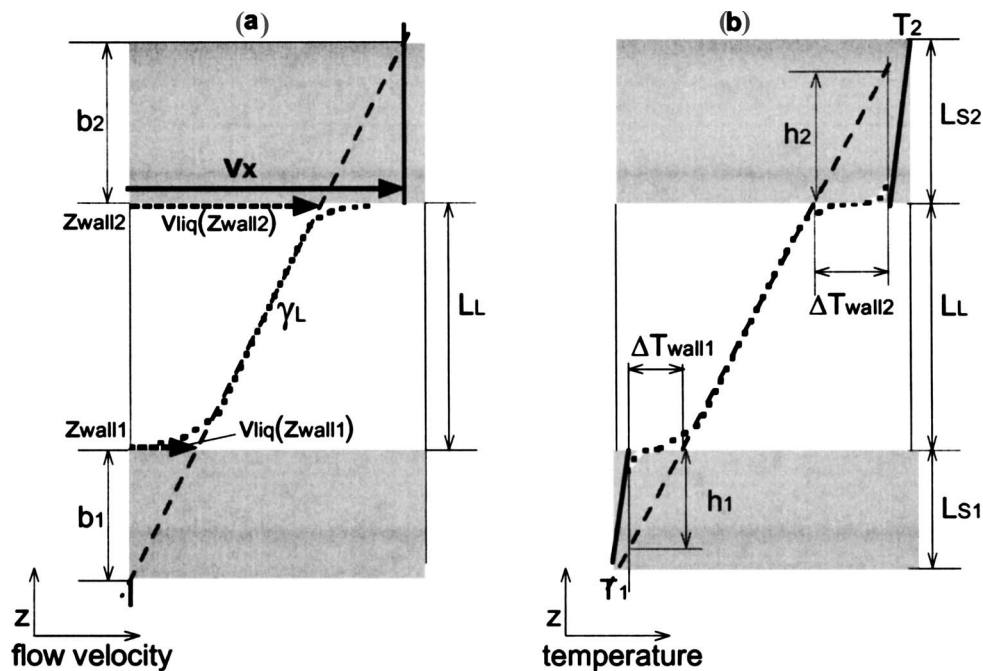 (a)
b2
Vx
Zwall2
Vliq(Zwall2)
γL
LL
Zwall1
Vliq(Zwall1)
b1
z
flow velocity
(b)
T2
h2
LS2
ΔTwall2
LL
ΔTwall1
h1
LS1
T1
z
temperature